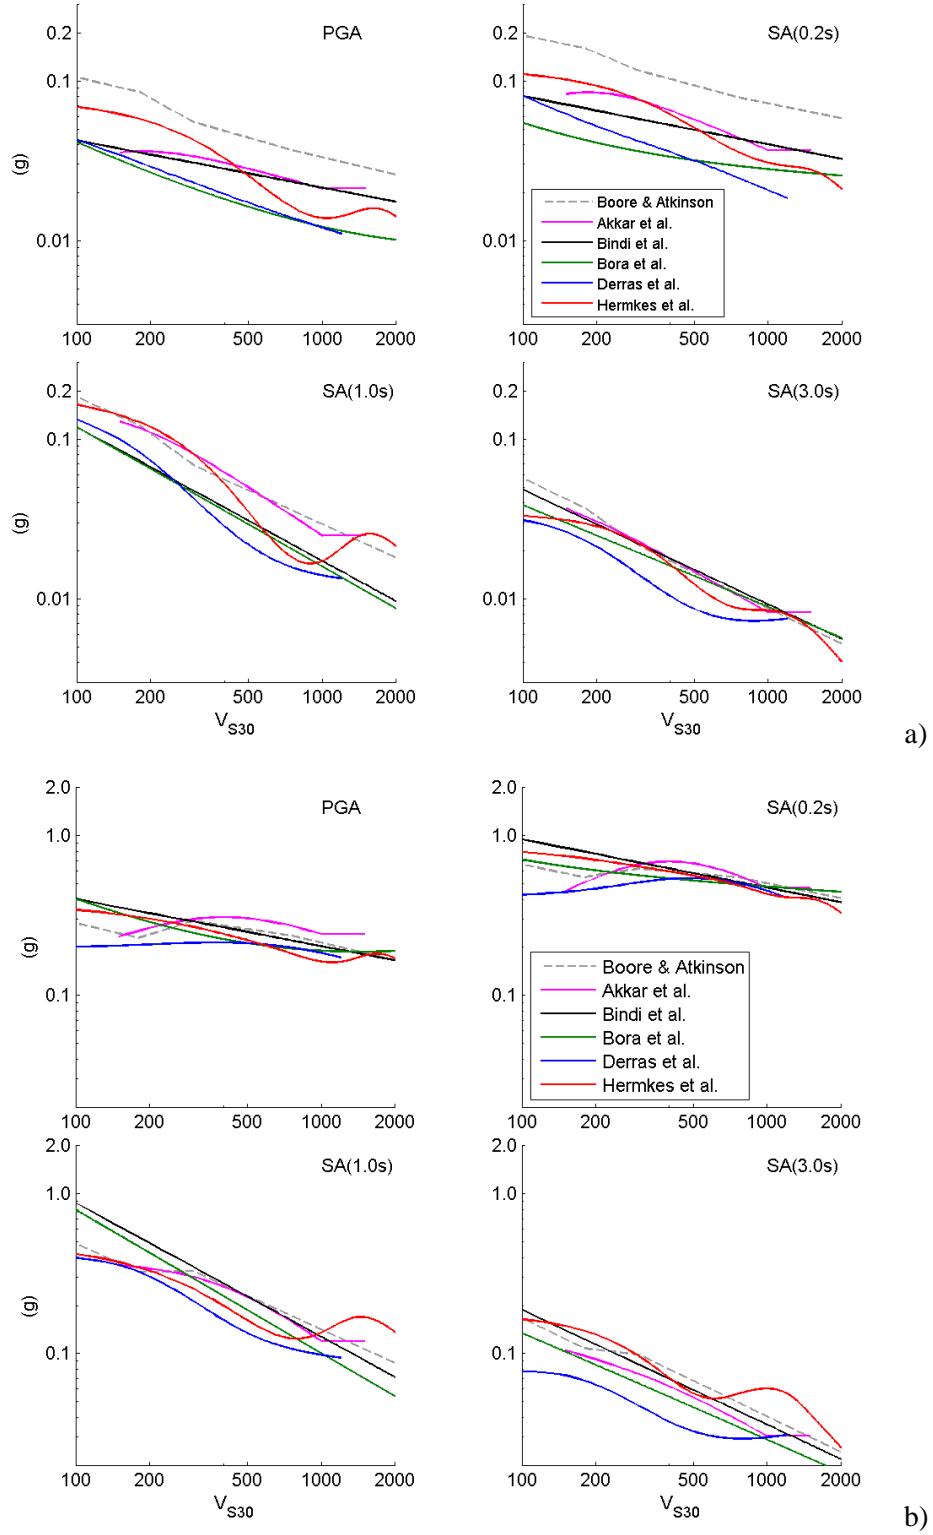 PGA
SA(0.2s)
0.2
0.1
0.01
(g)
100
200
500
1000
2000
0.2
0.1
0.01
100
200
500
1000
2000
Boore & Atkinson
Akkar et al.
Bindi et al.
Bora et al.
Derras et al.
Hermkes et al.
SA(1.0s)
SA(3.0s)
0.2
0.1
0.01
(g)
100
200
500
1000
2000
V_S30
0.2
0.1
0.01
100
200
500
1000
2000
V_S30
a)
PGA
SA(0.2s)
2.0
1.0
0.1
(g)
100
200
500
1000
2000
2.0
1.0
0.1
100
200
500
1000
2000
Boore & Atkinson
Akkar et al.
Bindi et al.
Bora et al.
Derras et al.
Hermkes et al.
SA(1.0s)
SA(3.0s)
2.0
1.0
0.1
(g)
100
200
500
1000
2000
V_S30
2.0
1.0
0.1
100
200
500
1000
2000
V_S30
b)